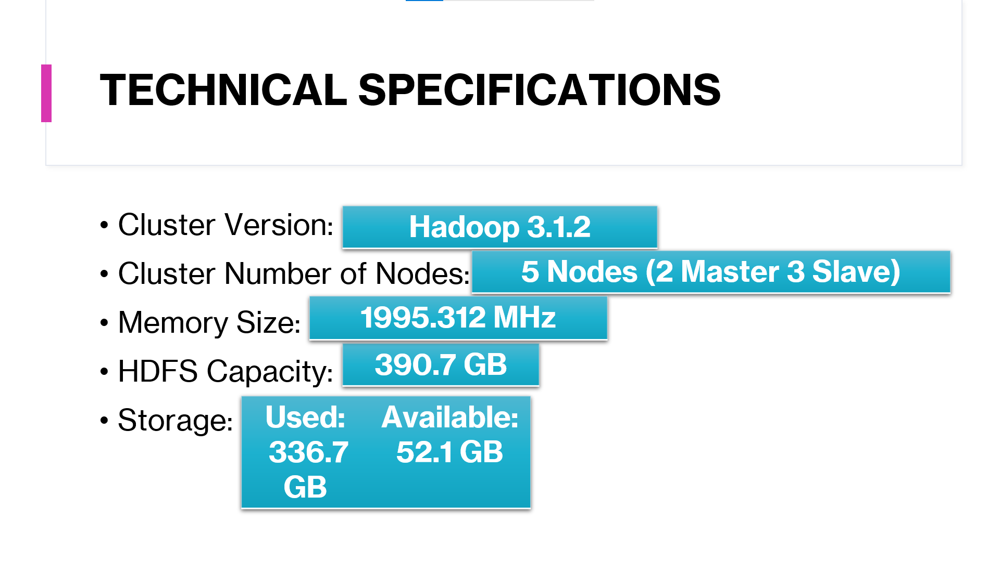 TECHNICAL SPECIFICATIONS
• Cluster Version: Hadoop 3.1.2
• Cluster Number of Nodes: 5 Nodes (2 Master 3 Slave)
• Memory Size: 1995.312 MHz
• HDFS Capacity: 390.7 GB
• Storage: Used: Available:
336.7 52.1 GB
GB